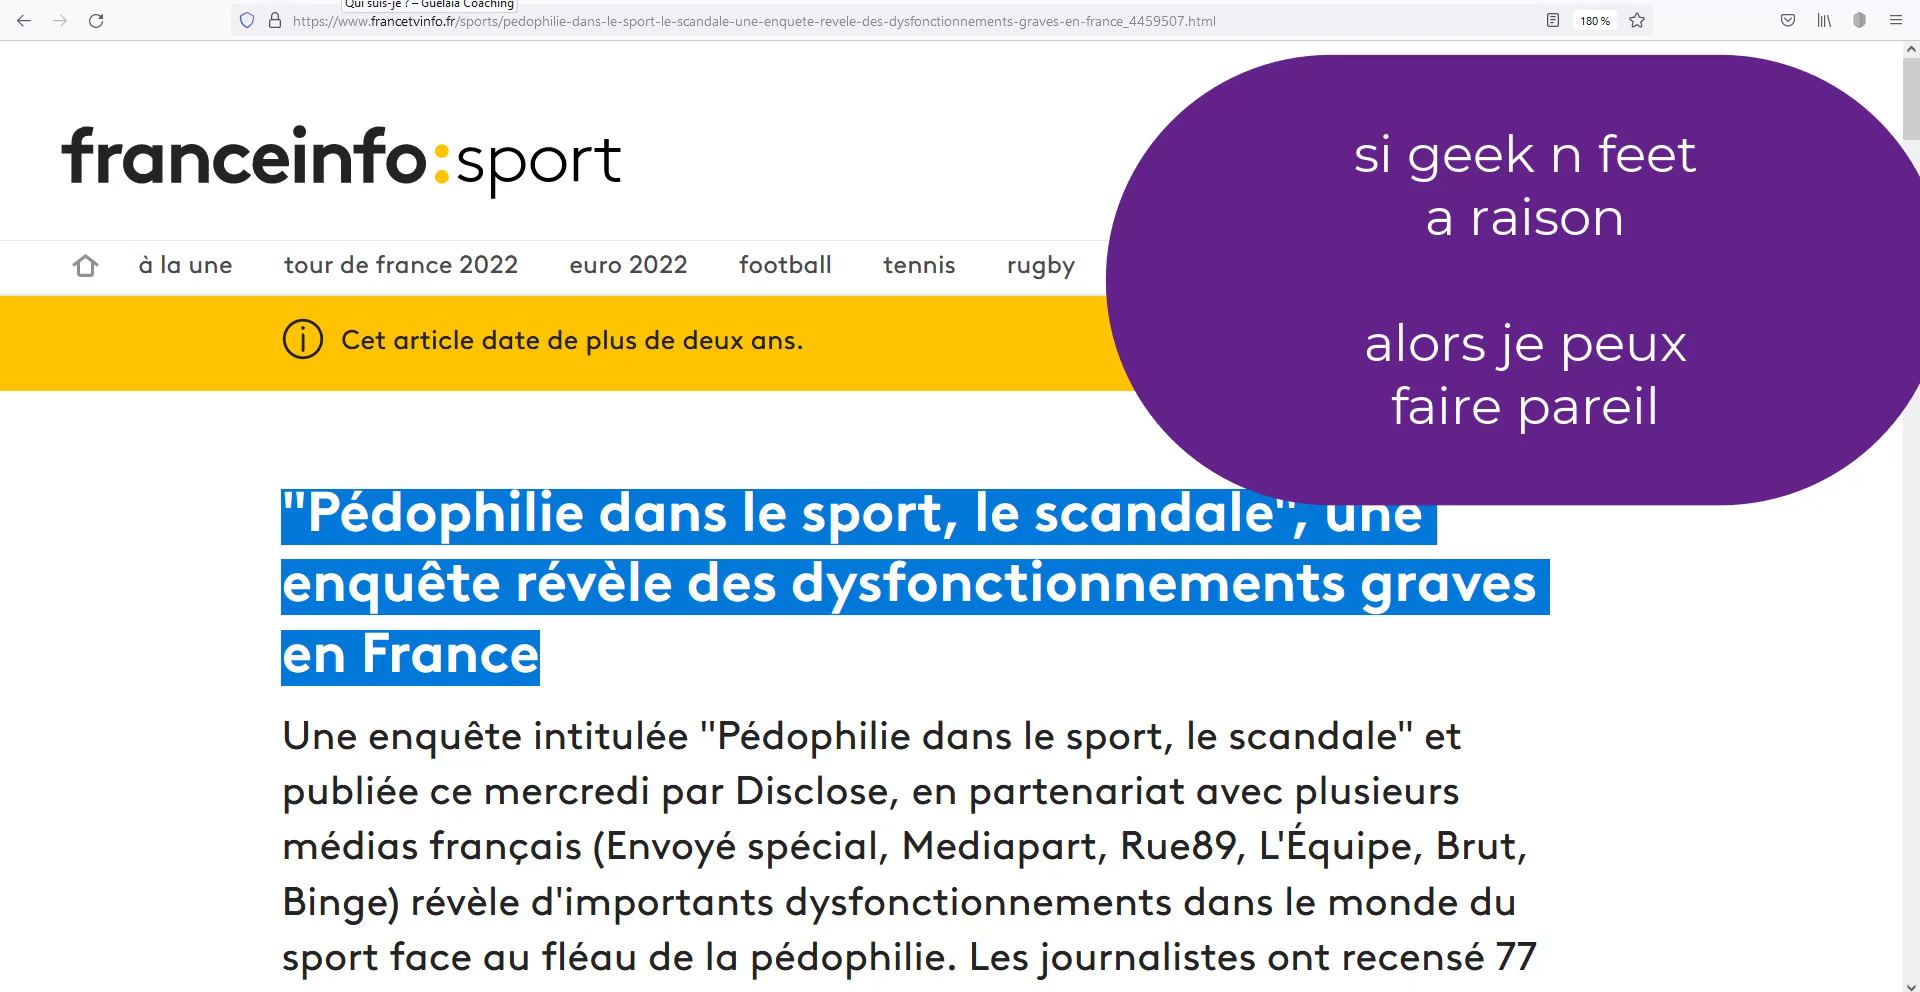 Qui suis-je ? – Guelaia Coaching
https://www.francetvinfo.fr/sports/pedophilie-dans-le-sport-le-scandale-une-enquete-revele-des-dysfonctionnements-graves-en-france_4459507.html
180 %
franceinfo:sport
à la une
tour de france 2022
euro 2022
football
tennis
rugby
si geek n feet
a raison
alors je peux
faire pareil
Cet article date de plus de deux ans.
"Pédophilie dans le sport, le scandale", une
enquête révèle des dysfonctionnements graves
en France
Une enquête intitulée "Pédophilie dans le sport, le scandale" et
publiée ce mercredi par Disclose, en partenariat avec plusieurs
médias français (Envoyé spécial, Mediapart, Rue89, L'Équipe, Brut,
Binge) révèle d'importants dysfonctionnements dans le monde du
sport face au fléau de la pédophilie. Les journalistes ont recensé 77